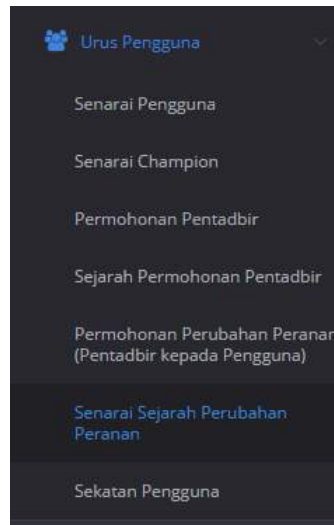 Urus Pengguna
Senarai Pengguna
Senarai Champion
Permohonan Pentadbir
Sejarah Permohonan Pentadbir
Permohonan Perubahan Peranan
(Pentadbir kepada Pengguna)
Senarai Sejarah Perubahan
Peranan
Sekatan Pengguna